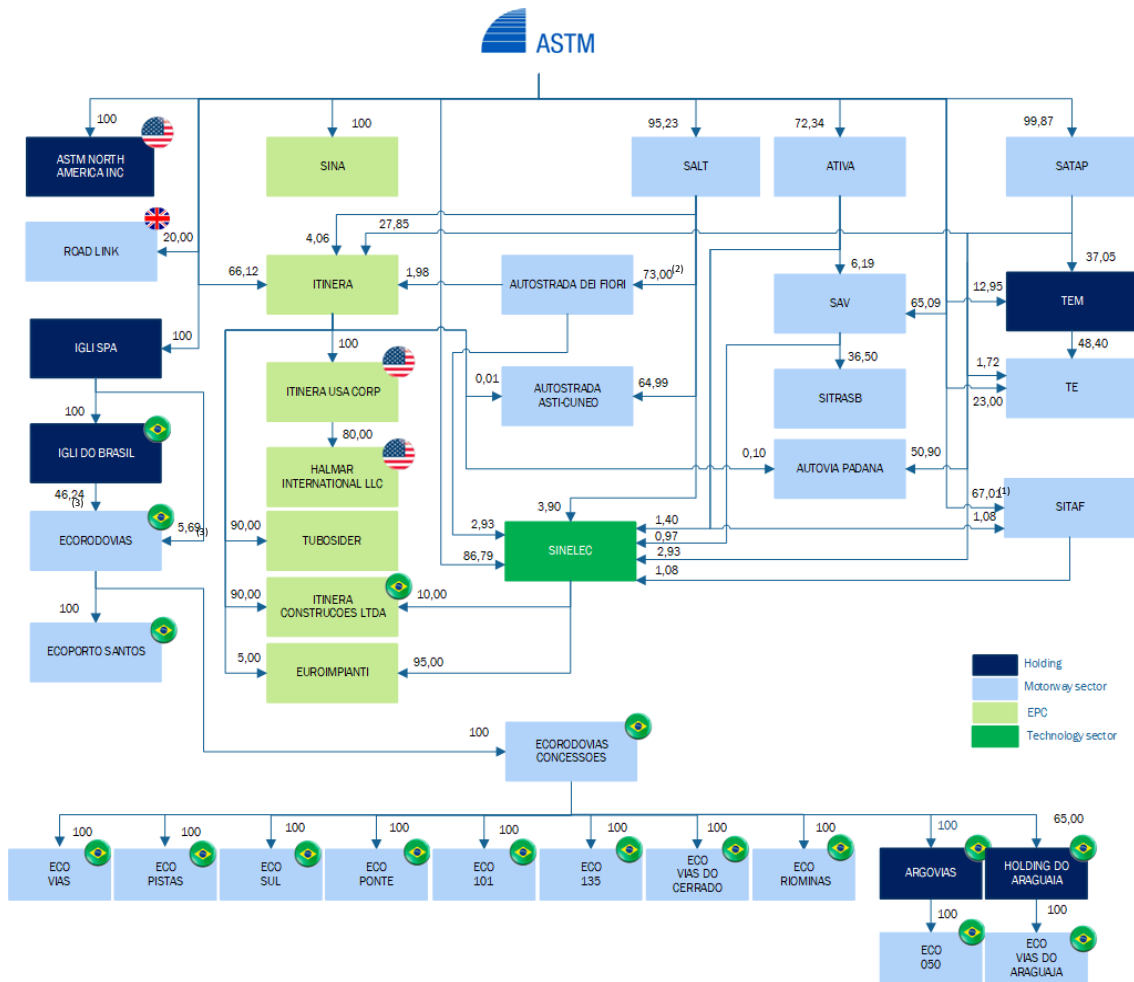 ASTM
100
100
95,23
72,34
99,87
ASTM NORTH
AMERICA INC
SINA
SALT
ATIVA
SATAP
ROAD LINK
20,00
4,06
27,85
66,12
ITINERA
1,98
AUTOSTRADA DEI FIORI
73,00(2)
6,19
SAV
65,09
37,05
12,95
TEM
100
IGLI SPA
100
ITINERA USA CORP
0,01
AUTOSTRADA
ASTI-CUNEO
64,99
36,50
SITRASB
48,40
1,72
TE
23,00
100
IGLI DO BRASIL
80,00
HALMAR
INTERNATIONAL LLC
0,10
AUTOVIA PADANA
50,90
46,24
(3)
ECORODOVIAS
5,69
(3)
90,00
TUBOSIDER
3,90
2,93
86,79
SINELEC
1,40
0,97
2,93
1,08
67,01(1)
1,08
SITAF
100
ECOPORTO SANTOS
90,00
ITINERA
CONSTRUCOES LTDA
10,00
5,00
EUROIMPIANTI
95,00
Holding
Motorway sector
EPC
Technology sector
100
ECORODOVIAS
CONCESSOES
100
100
100
100
100
100
100
100
100
65,00
ECO
VIAS
ECO
PISTAS
ECO
SUL
ECO
PONTE
ECO
101
ECO
135
ECO
VIAS DO
CERRADO
ECO
RIOMINAS
ARGOVIAS
HOLDING DO
ARAGUAIA
100
100
ECO
050
ECO
VIAS DO
ARAGUAJA